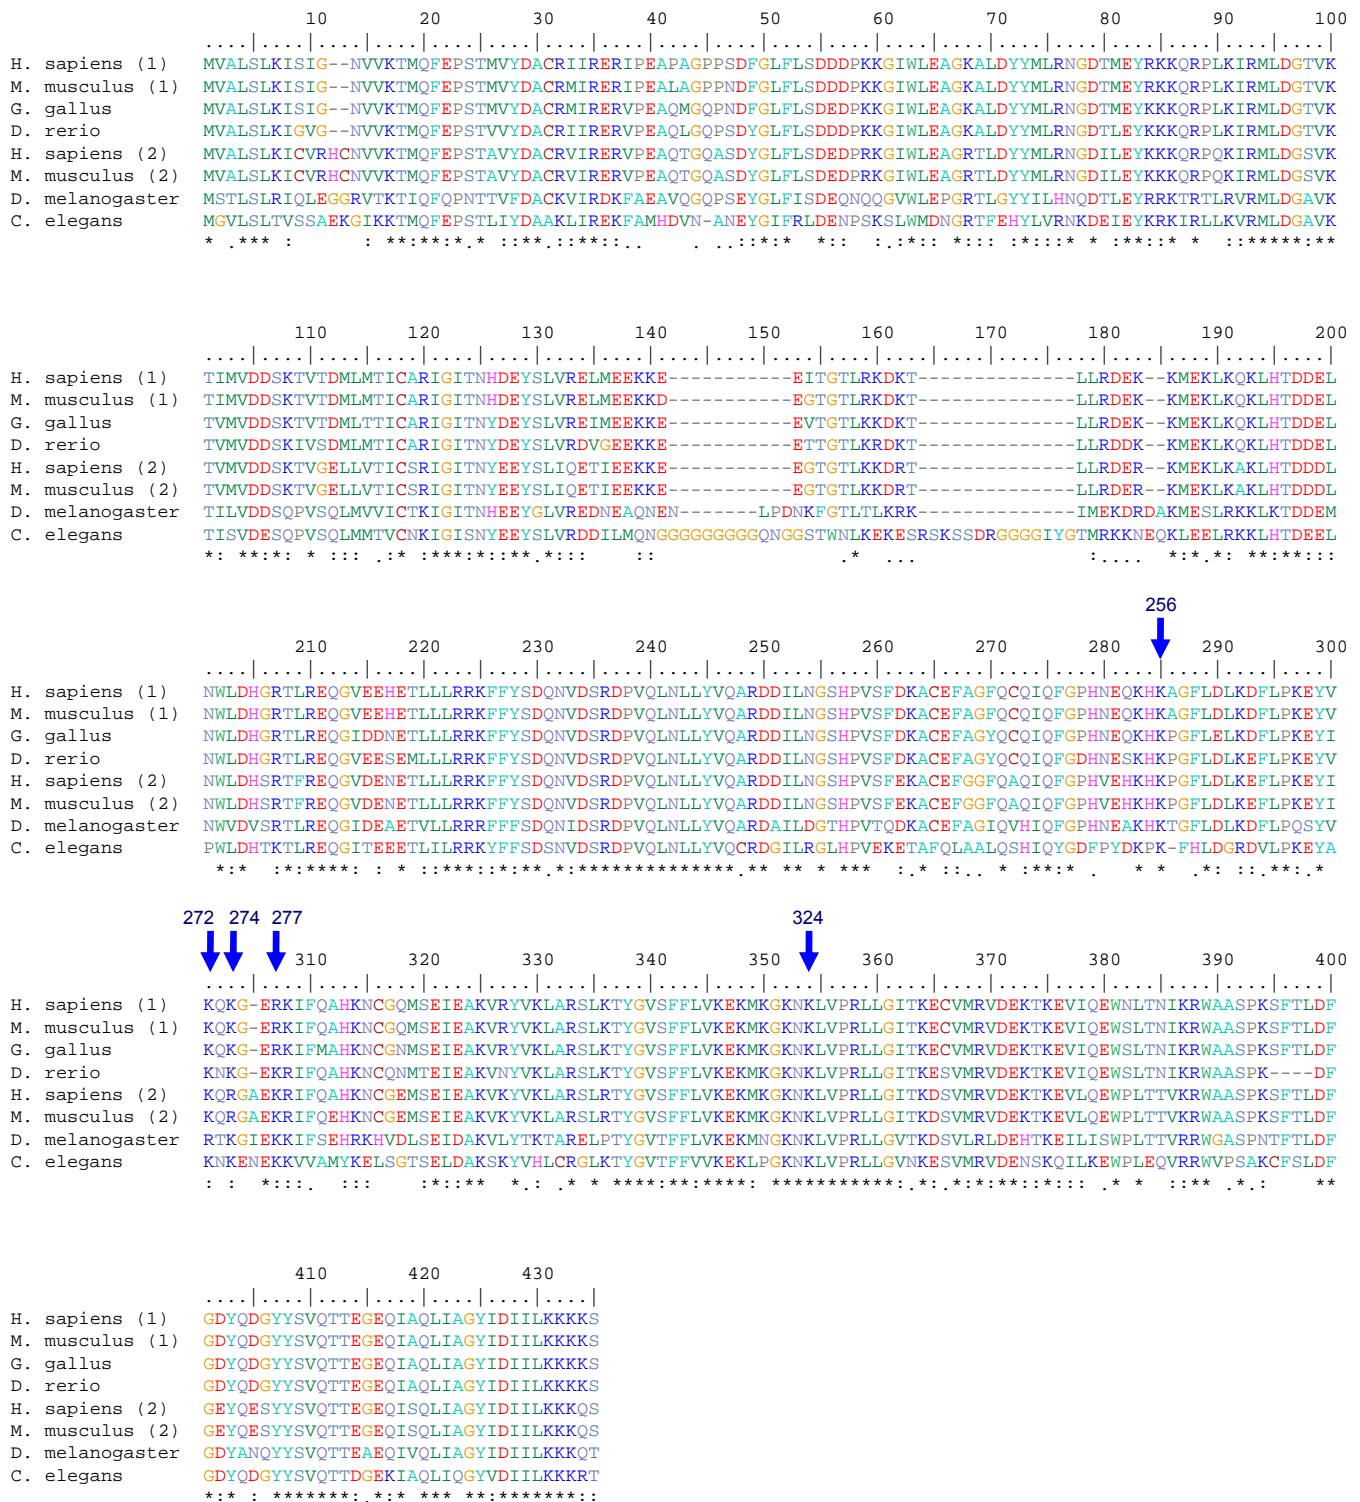 10 20 30 40 50 60 70 80 90 100
....|....|....|....|....|....|....|....|....|....|....|....|....|....|....|....|....|....|....|....|
H. sapiens (1) MVALSLKISIG--NVVKTMQFEPSTMVYDACRIIRERIPEAPAGPPSDFGLFLSDDDPKKGIWLEAGKALDYYMLRNGDTMEYRKKQRPLKIRMLDGTVK
M. musculus (1) MVALSLKISIG--NVVKTMQFEPSTMVYDACRMIRERIPEALAGPPNDFGLFLSDDDPKKGIWLEAGKALDYYMLRNGDTMEYRKKQRPLKIRMLDGTVK
G. gallus MVALSLKISIG--NVVKTMQFEPSTMVYDACRMIRERVPEAQMGQPNDFGLFLSDEDPKKGIWLEAGKALDYYMLRNGDTMEYKKKQRPLKIRMLDGTVK
D. rerio MVALSLKIGVG--NVVKTMQFEPSTVVYDACRIIRERVPEAQLGQPSDYGLFLSDDDPKKGIWLEAGKALDYYMLRNGDTLEYKKKQRPLKIRMLDGTVK
H. sapiens (2) MVALSLKICVRHCNVVKTMQFEPSTAVYDACRVIRERVPEAQTGQASDYGLFLSDEDPRKGIWLEAGRTLDYYMLRNGDILEYKKKQRPQKIRMLDGSVK
M. musculus (2) MVALSLKICVRHCNVVKTMQFEPSTAVYDACRVIRERVPEAQTGQASEYGLFLSDEDPRKGIWLEAGRTLDYYMLRNGDILEYKKKQRPQKIRMLDGSVK
D. melanogaster MSTLSLRIQLEGGRVTKTIQFQPNTTVFDACKVIRDKFAEAVQGQPSEYGLFISDEQNQQGVWLEPGRTLGYYILHNQDTLEYRRKTRTLRVRMLDGAVK
C. elegans MGVLSLTVSSAEKGIKKTMQFEPSTLIYDAAKLIREKFAMHDVN-ANEYGIFRLDENPSKSLWMDNGRTFEHYLVRNKDEIEYKRKIRLLKVRMLDGAVK
* .*** : : **:**:*.* ::**.:**::.. . ..::*:* :: : .:** *::: :*:::* * :**::* * :::*****:**
110 120 130 140 150 160 170 180 190 200
....|....|....|....|....|....|....|....|....|....|....|....|....|....|....|....|....|....|....|....|
H. sapiens (1) TIMVDDSKTVTDMLMTICARIGITNHDEYSLVRELMEEKKE-----------EITGTLRKDKT--------------LLRDEK--KMEKLKQKLHTDDEL
M. musculus (1) TIMVDDSKTVTDMLMTICARIGITNHDEYSLVRELMEEKKD-----------EGTGTLRKDKT--------------LLRDEK--KMEKLKQKLHTDDEL
G. gallus TVMVDDSKTVTDMLTTICARIGITNYDEYSLVREIMEEKKE-----------EVTGTLRKDKT--------------LLRDEK--KMEKLKQKLHTDDEL
D. rerio TVMVDDSKIVSDMLMTICARIGITNYDEYSLVRDVGEEKKE-----------ETTGTLRKDKT--------------LLRDDK--KMEKLKQKLHTDDEL
H. sapiens (2) TVMVDDSKTVGELLVTICSRIGITNYEEYSLIQETIEEKKE-----------EGTGTLKKDRT--------------LLRDER--KMEKLKAKLHTDDDL
M. musculus (2) TVMVDDSKTVGELLVTICSRIGITNYEEYSLIQETIEEKKE-----------EGTGTLKKDRT--------------LLRDER--KMEKLKAKLHTDDDL
D. melanogaster TILVDDSQPVSQLMVVICTKIGITNHEEYGLVREDNEAQNEN-------LPDNKFGTLTLKRK--------------IMEKDRDAKMESLRKKLKTDDEM
C. elegans TISVDESQPVSQLMMTVCNKIGISNYEEYSLVRDDILMQNGGGGGGGGGGQNGGSTWNLKEKESRSKSSDRGGGGIYGTMRKKNEQKLEELRKKLHTDEEL
*: **:*: * ::: .:* :***:*::**.*::: :: .* ... :.... *:*.*: **:**:::
256
210 220 230 240 250 260 270 280 290 300
....|....|....|....|....|....|....|....|....|....|....|....|....|....|....|....|....|....|....|....|
H. sapiens (1) NWLDHGRTLREQGVEEHETLLLRRKFFYSDQNVDSRDPVQLNLLYVQARDDILNGSHPVSFDKACEFAGFQCQIQFGPHNEQKHKAGFLDLKDFLPKEYV
M. musculus (1) NWLDHGRTLREQGVEEHETLLLRRKFFYSDQNVDSRDPVQLNLLYVQARDDILNGSHPVSFDKACEFAGFQCQIQFGPHNEQKHKAGFLDLKDFLPKEYV
G. gallus NWLDHGRTLREQGIDDNETLLLRRKFFYSDQNVDSRDPVQLNLLYVQARDDILNGSHPVSFDKACEFAGYQCQIQFGPHNEQKHKPGFLELKDFLPKEYI
D. rerio NWLDHGRTLREQGVEESEMLLLRRKFFYSDQNVDSRDPVQLNLLYVQARDDILNGSHPVSFDKACEFAGYQCQIQFGDHNESKHKPGFLDLKEFLPKEYV
H. sapiens (2) NWLDHSRTFREQGVDENETLLLRRKFFYSDQNVDSRDPVQLNLLYVQARDDILNGSHPVSFEKACEFGGFQAQIQFGPHVEHKHKPGFLDLKEFLPKEYI
M. musculus (2) NWLDHSRTFREQGVDENETLLLRRKFFYSDQNVDSRDPVQLNLLYVQARDDILNGSHPVSFEKACEFGGFQAQIQFGPHVEHKHKPGFLDLKEFLPKEYI
D. melanogaster NWVDVSRTLREQGIDEAETVLLRRRFFFSDQNIDSRDPVQLNLLYVQARDAILDGTHPVTQDKACEFAGIQVHIQFGPHNEAKHKTGFLDLKDFLPQSYV
C. elegans PWLDHTKTLREQGITEEETLILRRKYFFSDSNVDSRDPVQLNLLYVQCRDGILRGLHPVEKETAFQLAALQSHIQYGDFPYDKPK-FHLDGRDVLPKEYA
*:* :*:****: : * ::***::*:**.*:**************.** ** * *** : * ::.. * :**:* . * * .*: ::.**:.*
272 274 277 324
310 320 330 340 350 360 370 380 390 400
....|....|....|....|....|....|....|....|....|....|....|....|....|....|....|....|....|....|....|....|
H. sapiens (1) KQKG-ERKIFQAHKNCGQMSEIEAKVRYVKLARSLKTYGVSFFLVKEKMKGKNKLVPRLLGITKECVMRVDEKTKEVIQEWNLTNIKRWAASPKSFTLDF
M. musculus (1) KQKG-ERKIFQAHKNCGQMSEIEAKVRYVKLARSLKTYGVSFFLVKEKMKGKNKLVPRLLGITKECVMRVDEKTKEVIQEWSLTNIKRWAASPKSFTLDF
G. gallus KQKG-ERKIFMAHKNCGNMSEIEAKVRYVKLARSLKTYGVSFFLVKEKMKGKNKLVPRLLGITKECVMRVDEKTKEVIQEWSLTNIKRWAASPKSFTLDF
D. rerio KNKG-EKRIFQAHKNCQNMTEIEAKVNYVKLARSLKTYGVSFFLVKEKMKGKNKLVPRLLGITKESVMRVDEKTKEVIQEWSLTNIKRWAASPK----DF
H. sapiens (2) KQRGAEKRIFQAHKNCGEMSEIEAKVKYVKLARSLRTYGVSFFLVKEKMKGKNKLVPRLLGITKDSVMRVDEKTKEVLQEWPLTTVKRWAASPKSFTLDF
M. musculus (2) KQRGAEKRIFQEHKNCGEMSEIEAKVKYVKLARSLRTYGVSFFLVKEKMKGKNKLVPRLLGITKDSVMRVDEKTKEVLQEWPLTTVKRWAASPKSFTLDF
D. melanogaster RTKGIEKKIFSEHRKHVDLSEIDAKVLYTKTARELPTYGVTFFLVKEKMNGKNKLVPRLLGVTKDSVLRLDEHTKEILISWPLTTVRRWGASPNTFTLDF
C. elegans KNKENEKKVVAMYKELSGTSELDAKSKYVHLCRGLKTYGVTFFVVKEKLPGKNKLVPRLLGVNKESVMRVDENSKQILKEWPLEQVRRWVPSAKCFSLDF
: : *:::. ::: :*::** *.: .* * ****:**:****: ***********:.*:.*:*:**::*::: .* * ::** .*.: **
410 420 430
....|....|....|....|....|....|....|
H. sapiens (1) GDYQDGYYSVQTTEGEQIAQLIAGYIDIILKKKKS
M. musculus (1) GDYQDGYYSVQTTEGEQIAQLIAGYIDIILKKKKS
G. gallus GDYQDGYYSVQTTEGEQIAQLIAGYIDIILKKKKS
D. rerio GDYQDGYYSVQTTEGEQIAQLIAGYIDIILKKKKS
H. sapiens (2) GEYQESYYSVQTTEGEQISQLIAGYIDIILKKKQS
M. musculus (2) GEYQESYYSVQTTEGEQISQLIAGYIDIILKKKQS
D. melanogaster GDYANQYYSVQTTEAEQIVQLIAGYIDIILKKKQT
C. elegans GDYQDGYYSVQTTDGEKIAQLIQGYVDIILKKKRT
*:* : *******:.*:* *** **:*******::